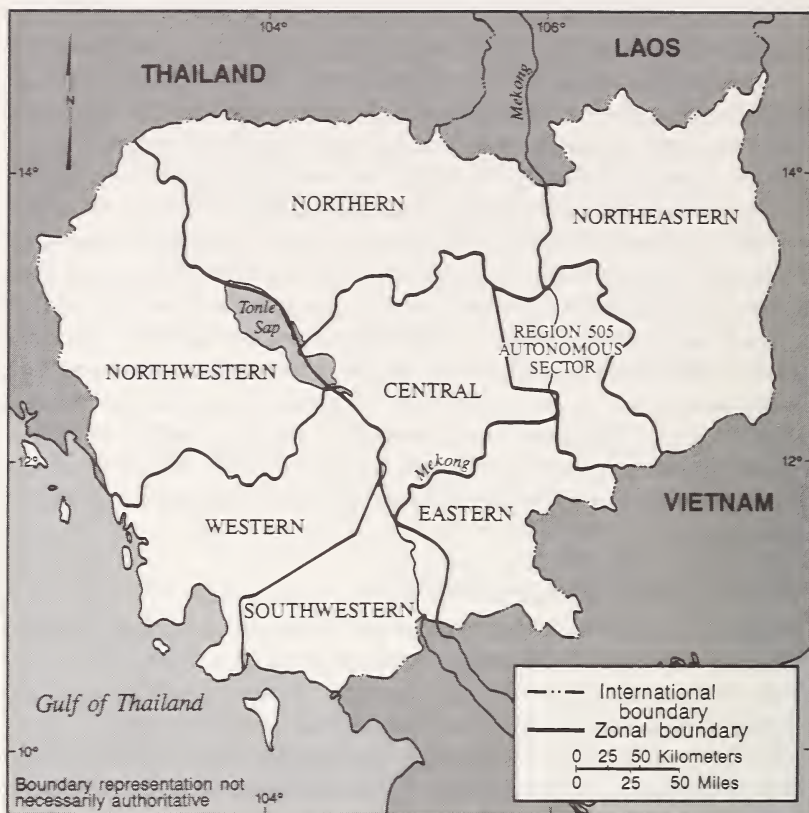 104°
106°
LAOS
THAILAND
N
Mekong
14°
14°
NORTHERN
NORTHEASTERN
Tonle
Sap
REGION 505
AUTONOMOUS
SECTOR
NORTHWESTERN
CENTRAL
12°
12°
Mekong
WESTERN
EASTERN
VIETNAM
SOUTHWESTERN
Gulf of Thailand
International
boundary
Zonal boundary
0 25 50 Kilometers
0 25 50 Miles
10°
Boundary representation not
necessarily authoritative
104°